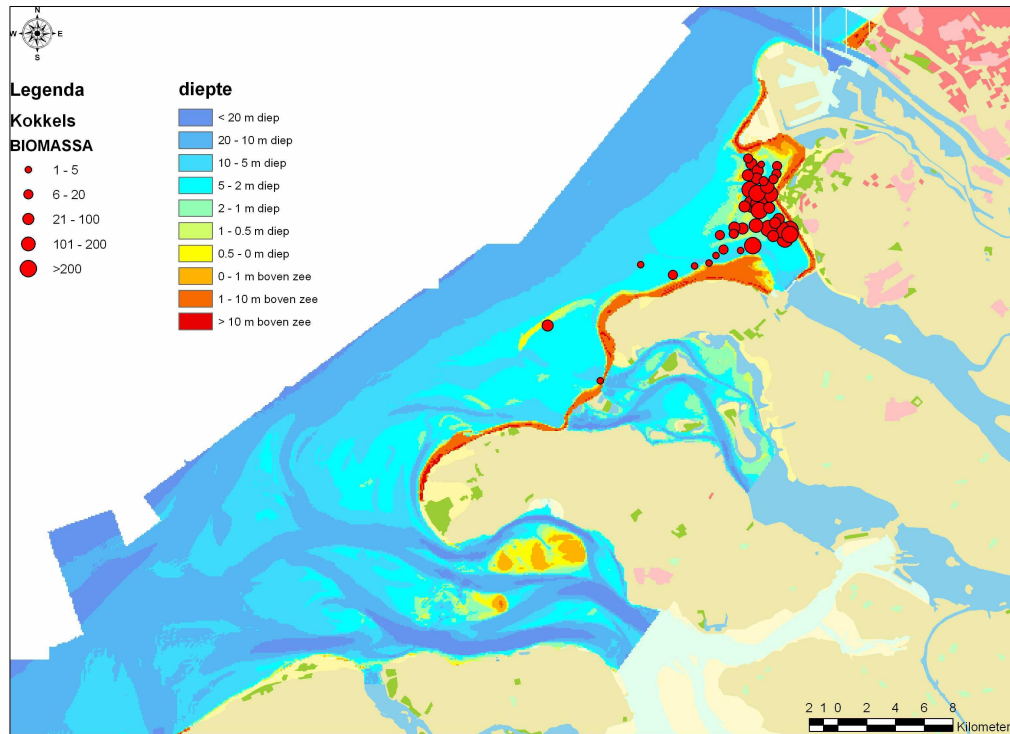 N
W E
S
Legenda
Kokkels
BIOMASSA
1 - 5
6 - 20
21 - 100
101 - 200
>200
diepte
< 20 m diep
20 - 10 m diep
10 - 5 m diep
5 - 2 m diep
2 - 1 m diep
1 - 0.5 m diep
0.5 - 0 m diep
0 - 1 m boven zee
1 - 10 m boven zee
> 10 m boven zee
2 1 0 2 4 6 8
Kilometer